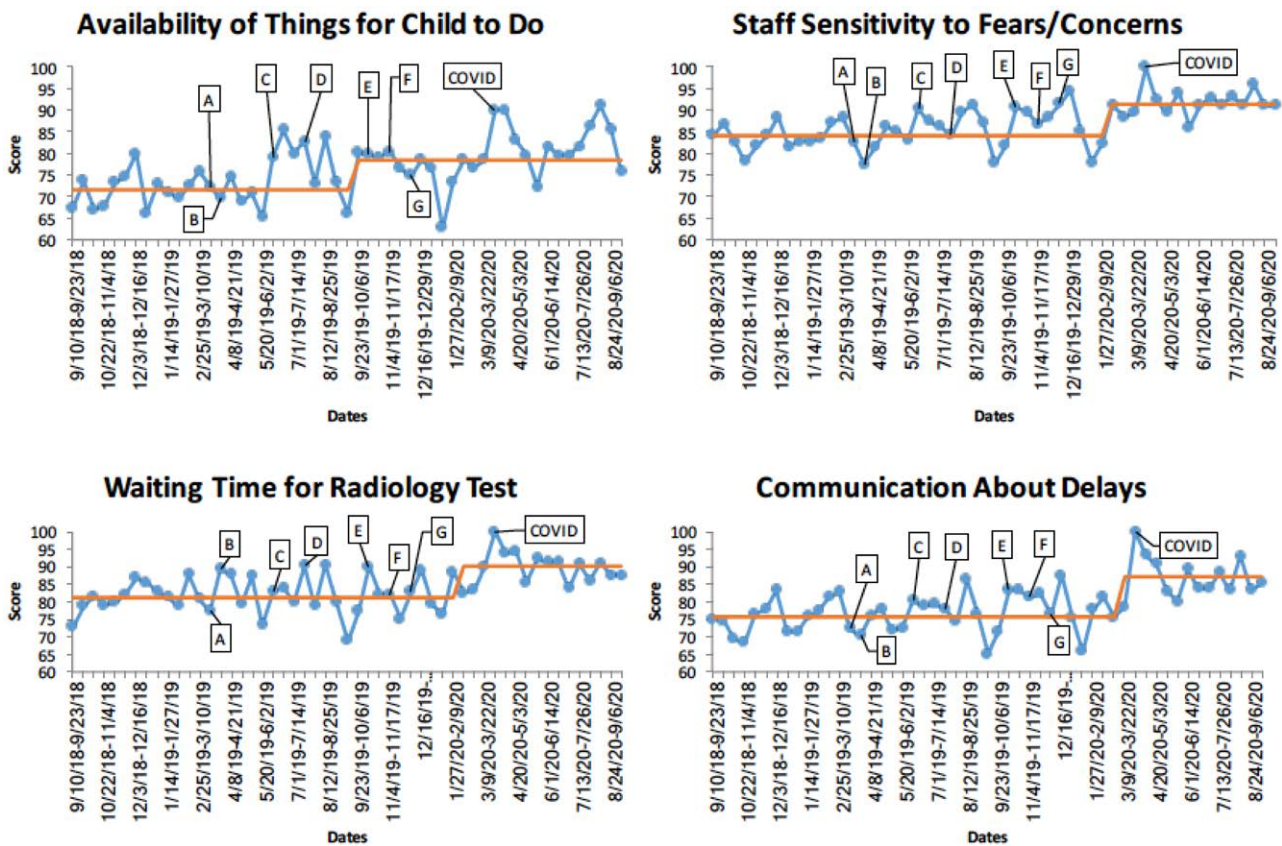 Availability of Things for Child to Do
Score
100
95
90
85
80
75
70
65
60
A
B
C
D
E
F
G
COVID
9/10/18-9/23/18
10/22/18-11/4/18
12/3/18-12/16/18
1/14/19-1/27/19
2/25/19-3/10/19
4/8/19-4/21/19
5/20/19-6/2/19
7/1/19-7/14/19
8/12/19-8/25/19
9/23/19-10/6/19
11/4/19-11/17/19
12/16/19-12/29/19
1/27/20-2/9/20
3/9/20-3/22/20
4/20/20-5/3/20
6/1/20-6/14/20
7/13/20-7/26/20
8/24/20-9/6/20
Dates
Staff Sensitivity to Fears/Concerns
Score
100
95
90
85
80
75
70
65
60
A
B
C
D
E
F
G
COVID
9/10/18-9/23/18
10/22/18-11/4/18
12/3/18-12/16/18
1/14/19-1/27/19
2/25/19-3/10/19
4/8/19-4/21/19
5/20/19-6/2/19
7/1/19-7/14/19
8/12/19-8/25/19
9/23/19-10/6/19
11/4/19-11/17/19
12/16/19-12/29/19
1/27/20-2/9/20
3/9/20-3/22/20
4/20/20-5/3/20
6/1/20-6/14/20
7/13/20-7/26/20
8/24/20-9/6/20
Dates
Waiting Time for Radiology Test
Score
100
95
90
85
80
75
70
65
60
A
B
C
D
E
F
G
COVID
9/10/18-9/23/18
10/22/18-11/4/18
12/3/18-12/16/18
1/14/19-1/27/19
2/25/19-3/10/19
4/8/19-4/21/19
5/20/19-6/2/19
7/1/19-7/14/19
8/12/19-8/25/19
9/23/19-10/6/19
11/4/19-11/17/19
12/16/19-...
1/27/20-2/9/20
3/9/20-3/22/20
4/20/20-5/3/20
6/1/20-6/14/20
7/13/20-7/26/20
8/24/20-9/6/20
Dates
Communication About Delays
Score
100
95
90
85
80
75
70
65
60
A
B
C
D
E
F
G
COVID
9/10/18-9/23/18
10/22/18-11/4/18
12/3/18-12/16/18
1/14/19-1/27/19
2/25/19-3/10/19
4/8/19-4/21/19
5/20/19-6/2/19
7/1/19-7/14/19
8/12/19-8/25/19
9/23/19-10/6/19
11/4/19-11/17/19
12/16/19-...
1/27/20-2/9/20
3/9/20-3/22/20
4/20/20-5/3/20
6/1/20-6/14/20
7/13/20-7/26/20
8/24/20-9/6/20
Dates